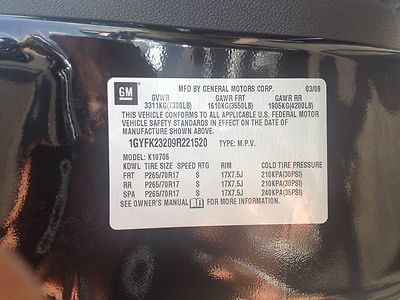 GM
MFD BY GENERAL MOTORS CORP. 03/09
GVWR GAWR FRT GAWR RR
3311KG(7300LB) 1610KG(3550LB) 1905KG(4200LB)
THIS VEHICLE CONFORMS TO ALL APPLICABLE U.S. FEDERAL MOTOR
VEHICLE SAFETY STANDARDS IN EFFECT ON THE DATE
OF MANUFACTURE SHOWN ABOVE.
1GYFK23209R221520 TYPE: M.P.V.
MODEL: K10706
KDWL TIRE SIZE SPEED RTG RIM COLD TIRE PRESSURE
FRT P265/70R17 S 17X7.5J 210KPA(30PSI)
RR P265/70R17 S 17X7.5J 210KPA(30PSI)
SPA P265/70R17 S 17X7.5J 240KPA(35PSI)
SEE OWNER'S MANUAL FOR MORE INFORMATION.